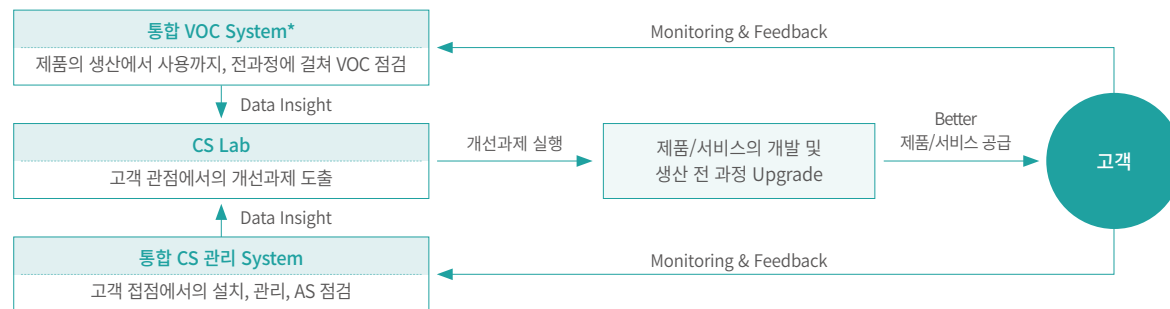 통합 VOC System*
제품의 생산에서 사용까지, 전과정에 걸쳐 VOC 점검
Monitoring & Feedback
Data Insight
CS Lab
고객 관점에서의 개선과제 도출
개선과제 실행
제품/서비스의 개발 및
생산 전 과정 Upgrade
Better
제품/서비스 공급
고객
Data Insight
통합 CS 관리 System
고객 접점에서의 설치, 관리, AS 점검
Monitoring & Feedback